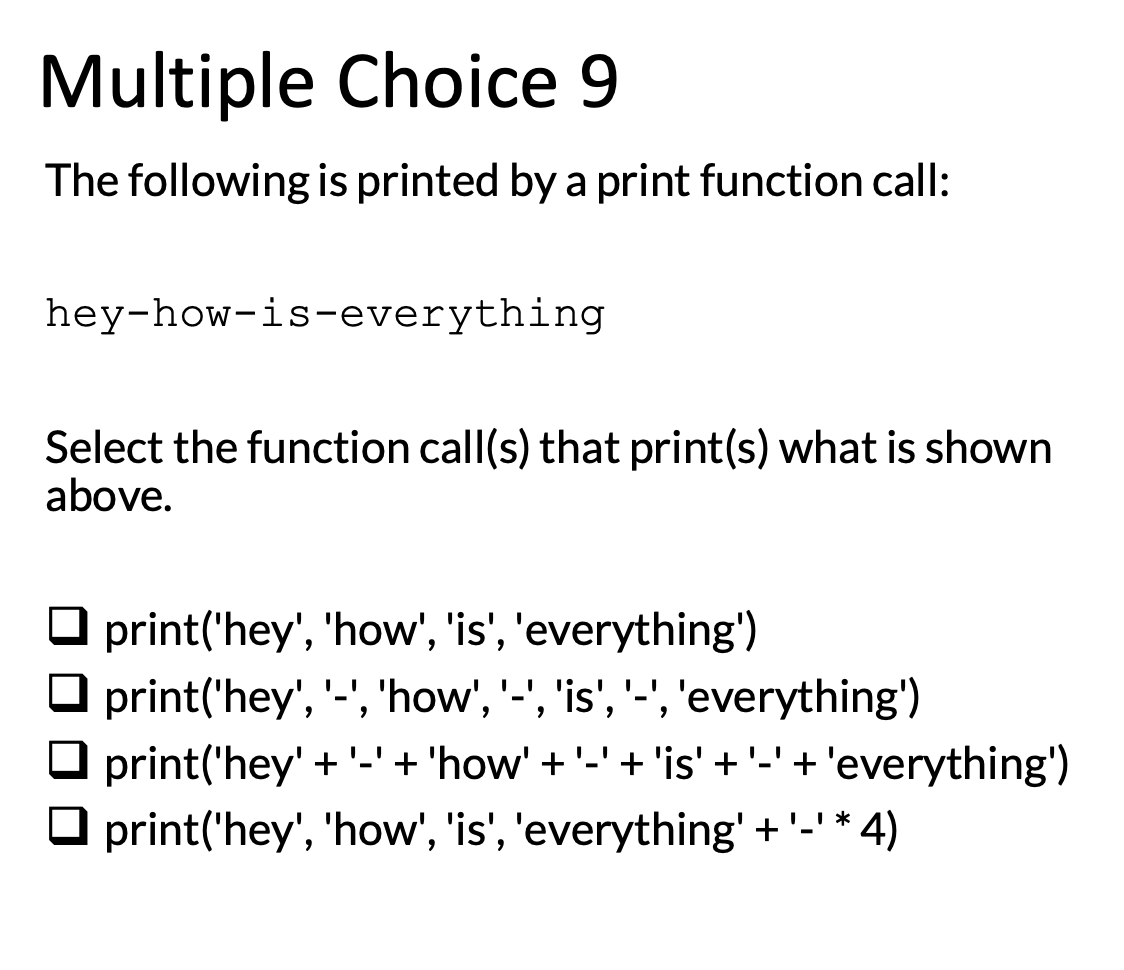 Multiple Choice 9
The following is printed by a print function call:
hey-how-is-everything
Select the function call(s) that print(s) what is shown
above.
print('hey', 'how', 'is', 'everything')
print('hey', '-', 'how', '-', 'is', '-', 'everything')
print('hey' + '-' + 'how' + '-' + 'is' + '-' + 'everything')
print('hey', 'how', 'is', 'everything' + '-' * 4)